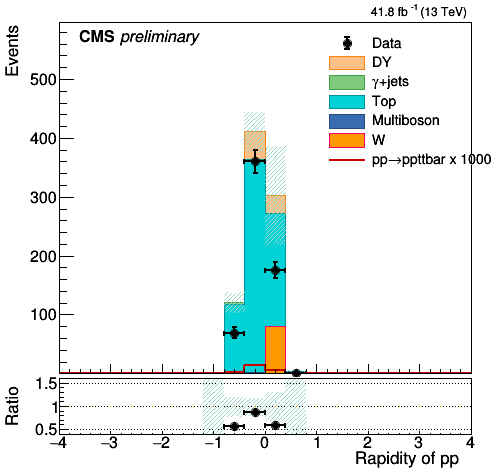 41.8 fb⁻¹ (13 TeV)
CMS preliminary
Events
500
400
300
200
100
Data
DY
γ+jets
Top
Multiboson
W
pp→ppttbar x 1000
Ratio
1.5
1
0.5
−4 −3 −2 −1 0 1 2 3 4
Rapidity of pp